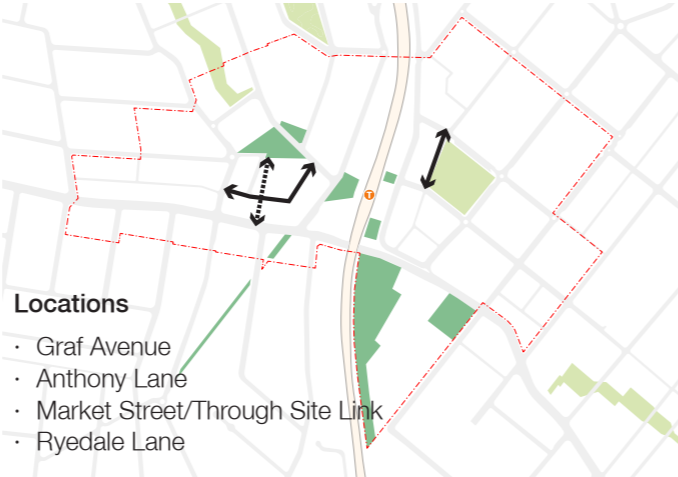 T
Locations
· Graf Avenue
· Anthony Lane
· Market Street/Through Site Link
· Ryedale Lane